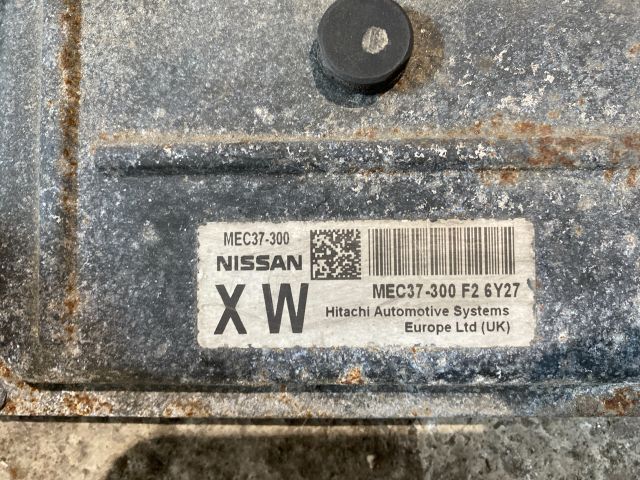 MEC37-300
NISSAN
X W
MEC37-300 F2 6Y27
Hitachi Automotive Systems
Europe Ltd (UK)